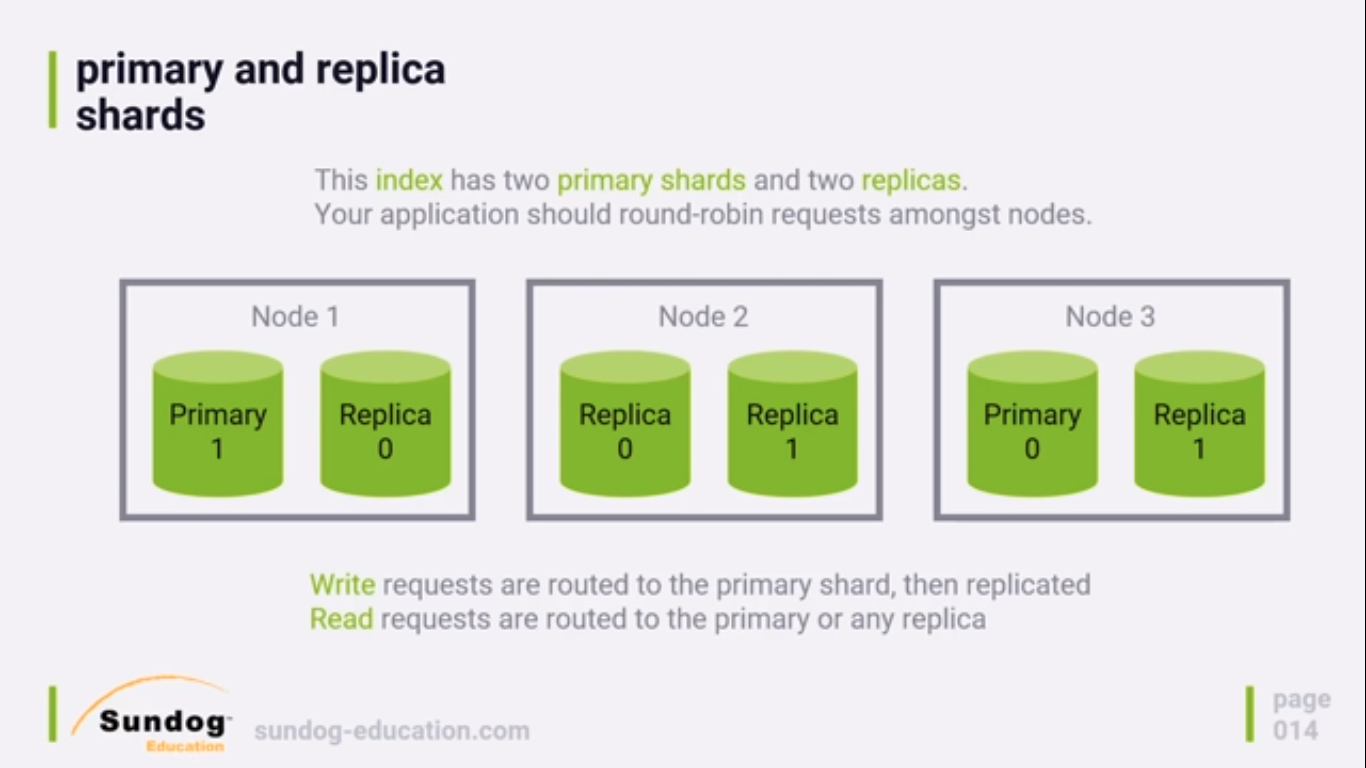 primary and replica
shards
This index has two primary shards and two replicas.
Your application should round-robin requests amongst nodes.
Node 1
Primary
1
Replica
0
Node 2
Replica
0
Replica
1
Node 3
Primary
0
Replica
1
Write requests are routed to the primary shard, then replicated
Read requests are routed to the primary or any replica
Sundog™
Education
sundog-education.com
page
014